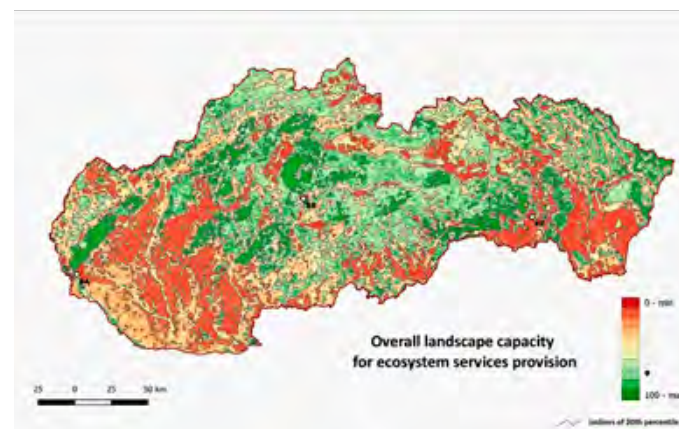 0 - min
Overall landscape capacity
for ecosystem services provision
100 - ma
25 0 25 50 km
isolines of 20th percentile